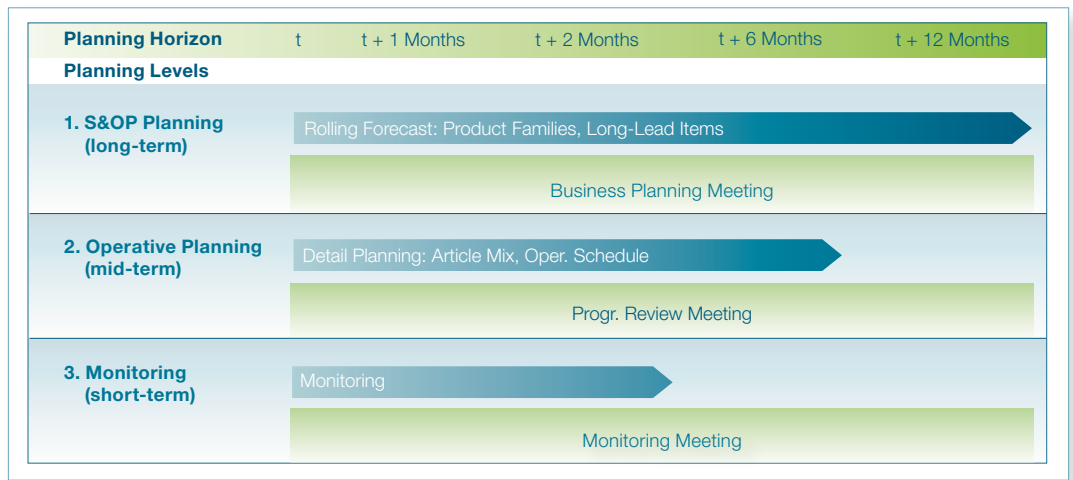 Planning Horizon t t + 1 Months t + 2 Months t + 6 Months t + 12 Months
Planning Levels
1. S&OP Planning
(long-term)
Rolling Forecast: Product Families, Long-Lead Items
Business Planning Meeting
2. Operative Planning
(mid-term)
Detail Planning: Article Mix, Oper. Schedule
Progr. Review Meeting
3. Monitoring
(short-term)
Monitoring
Monitoring Meeting